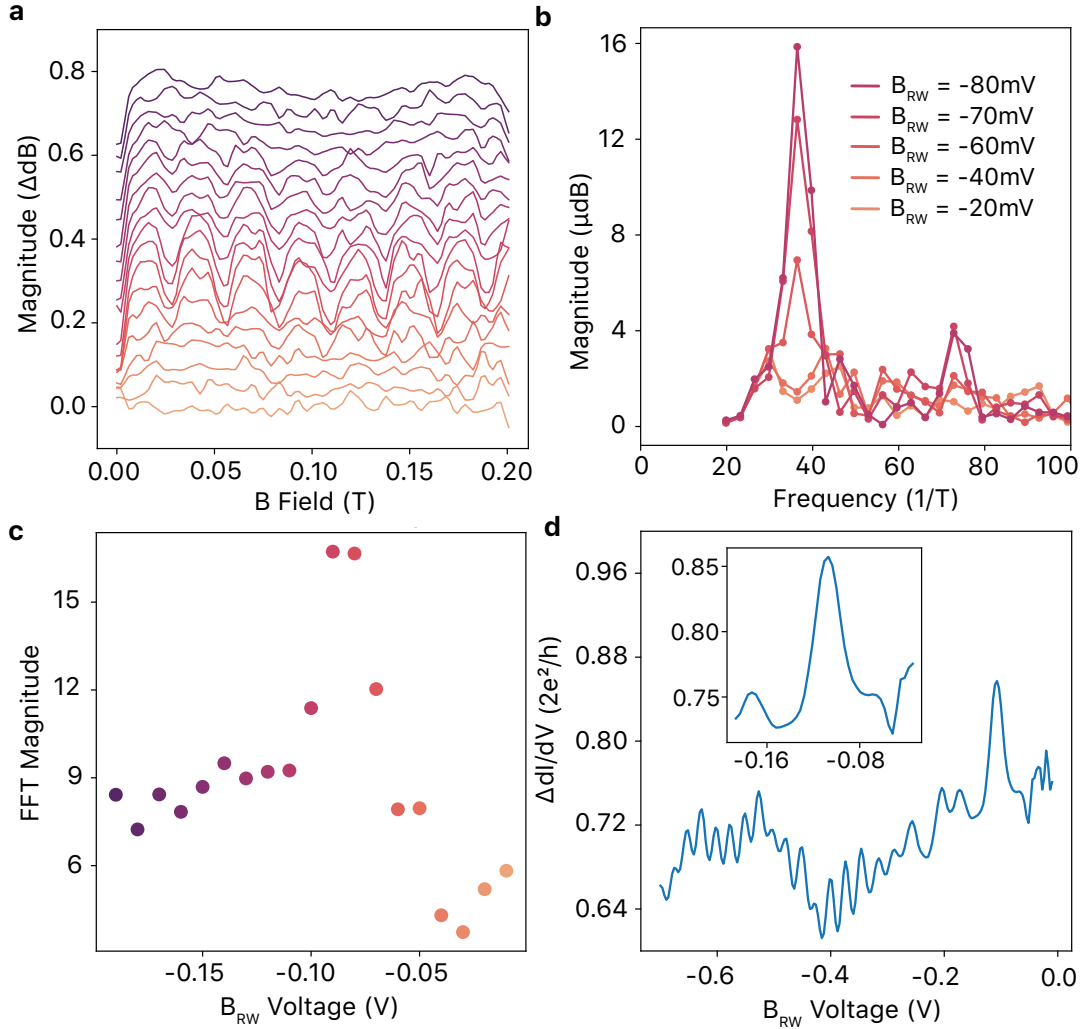 a
0.8
0.6
0.4
0.2
0.0
Magnitude (ΔdB)
0.00
0.05
0.10
0.15
0.20
B Field (T)
b
16
12
8
4
0
Magnitude (μdB)
B_RW = -80mV
B_RW = -70mV
B_RW = -60mV
B_RW = -40mV
B_RW = -20mV
0
20
40
60
80
100
Frequency (1/T)
c
15
12
9
6
FFT Magnitude
-0.15
-0.10
-0.05
B_RW Voltage (V)
d
0.96
0.88
0.80
0.72
0.64
ΔdI/dV (2e²/h)
0.85
0.80
0.75
-0.16
-0.08
-0.6
-0.4
-0.2
0.0
B_RW Voltage (V)